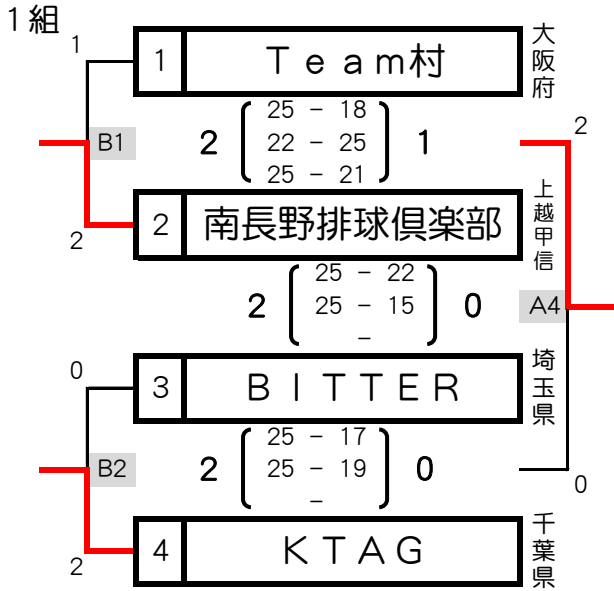 1組
1
1 Team村 大阪府
25 - 18
B1 2 22 - 25 1 2
25 - 21
2
2 南長野排球倶楽部 上越甲信
25 - 22
2 25 - 15 0 A4
-
0
3 BITTER 埼玉県
25 - 17
B2 2 25 - 19 0
-
0
2
4 KTAG 千葉県